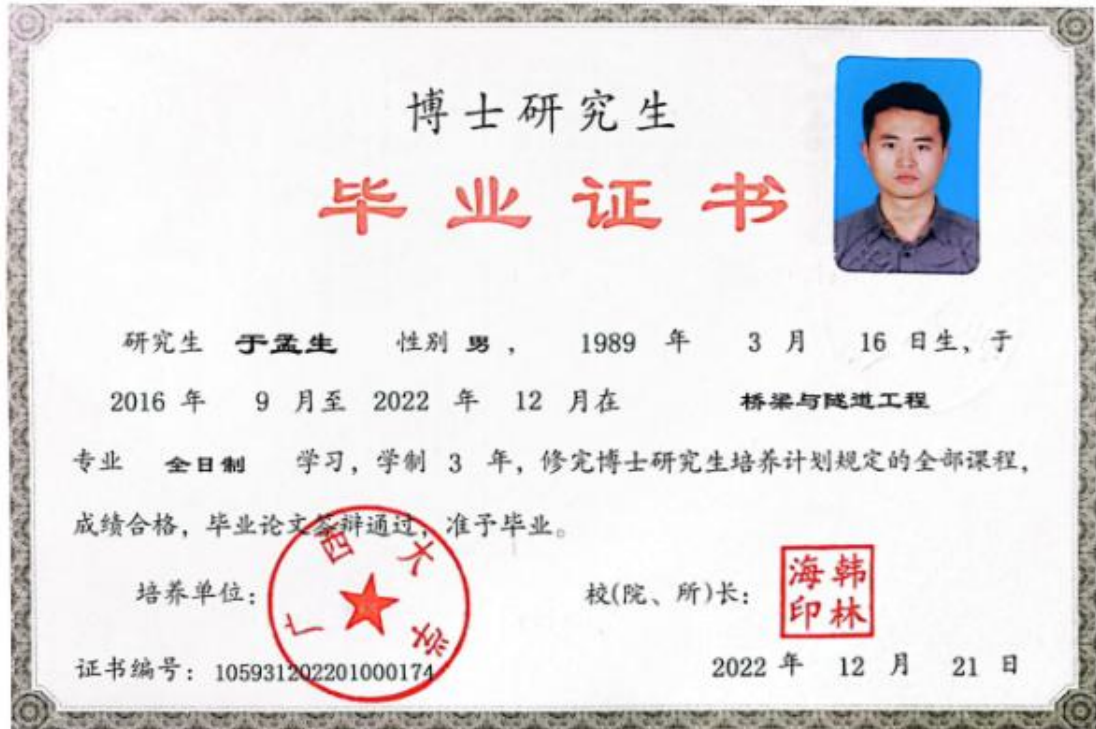 博士研究生
毕业证书
研究生 于孟生 性别 男， 1989 年 3 月 16 日生，于
2016 年 9 月至 2022 年 12 月在 桥梁与隧道工程
专业 全日制 学习，学制 3 年，修完博士研究生培养计划规定的全部课程，
成绩合格，毕业论文答辩通过，准予毕业。
培养单位： 广西大学 校(院、所)长： 韩林海印
证书编号：105931202201000174 2022 年 12 月 21 日